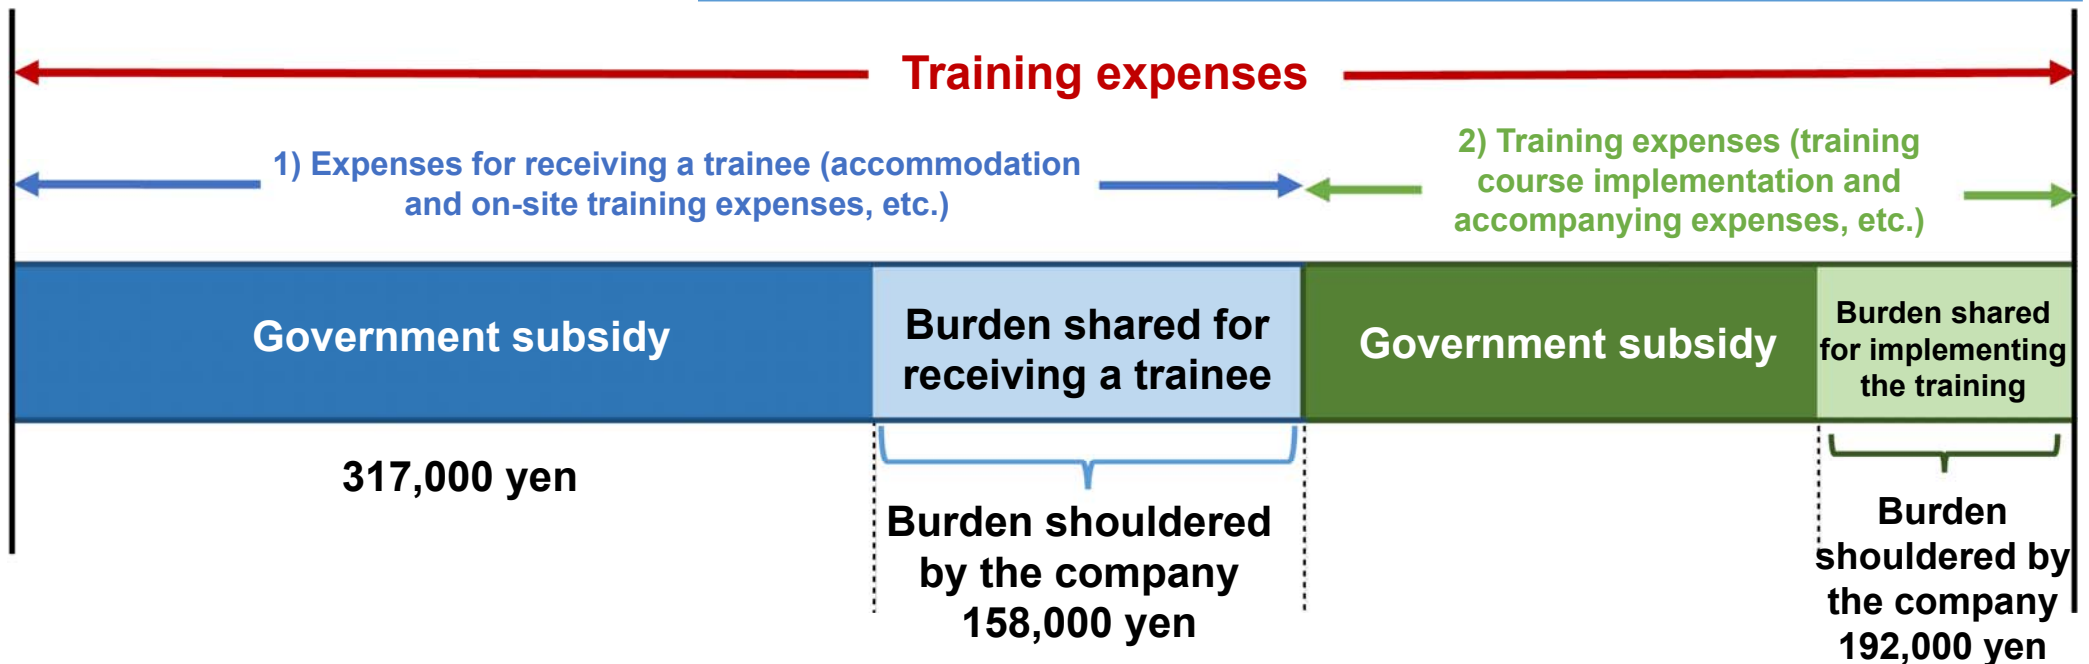 Training expenses
1) Expenses for receiving a trainee (accommodation
and on-site training expenses, etc.)
2) Training expenses (training
course implementation and
accompanying expenses, etc.)
Government subsidy
Burden shared for
receiving a trainee
Government subsidy
Burden shared
for implementing
the training
317,000 yen
Burden shouldered
by the company
158,000 yen
Burden
shouldered by
the company
192,000 yen